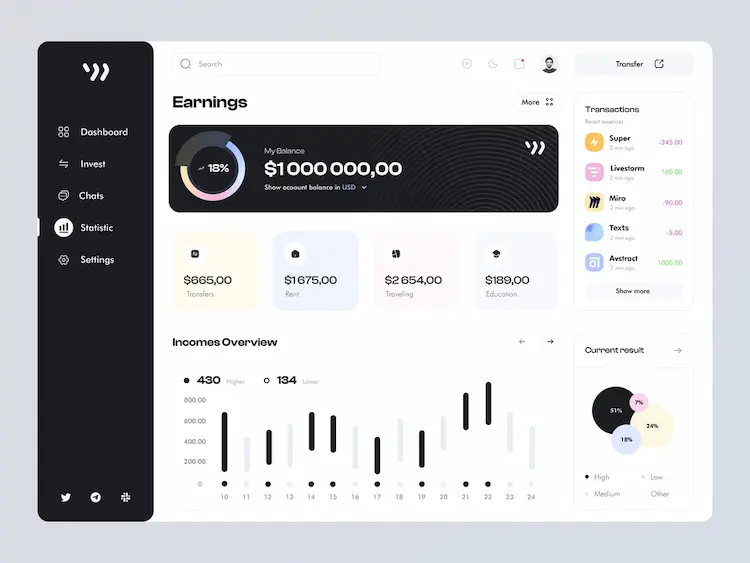 Search
Transfer
Dashboard
Invest
Chats
Statistic
Settings
Earnings
More
18%
My Balance
$1 000 000,00
Show account balance in USD
$665,00
Transfers
$1 675,00
Rent
$2 654,00
Traveling
$189,00
Education
Transactions
Recent essences
Super
2 min ago
-345.00
Livestorm
2 min ago
160.00
Miro
2 min ago
-90.00
Texts
2 min ago
-5.00
Avstract
2 min ago
1000.00
Show more
Incomes Overview
430 Higher
134 Lower
800.00
600.00
400.00
200.00
0
10 11 12 13 14 15 16 17 18 19 20 21 22 23 24
Current result
51%
7%
24%
18%
High
Low
Medium
Other